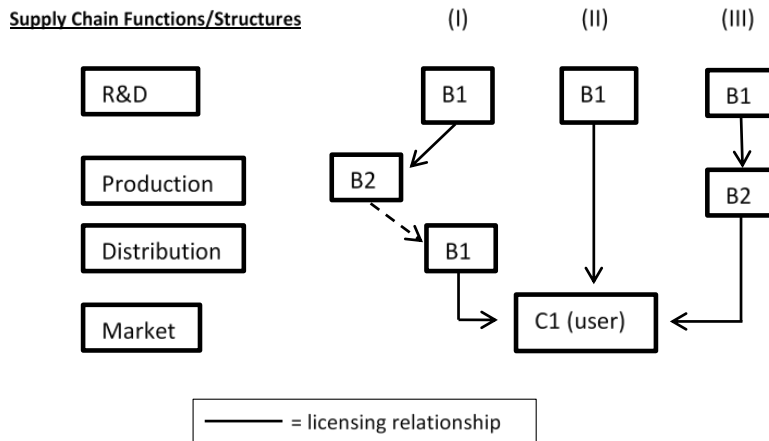 Supply Chain Functions/Structures (I) (II) (III)
R&D B1 B1 B1
Production B2 B2
Distribution B1
Market C1 (user)
= licensing relationship